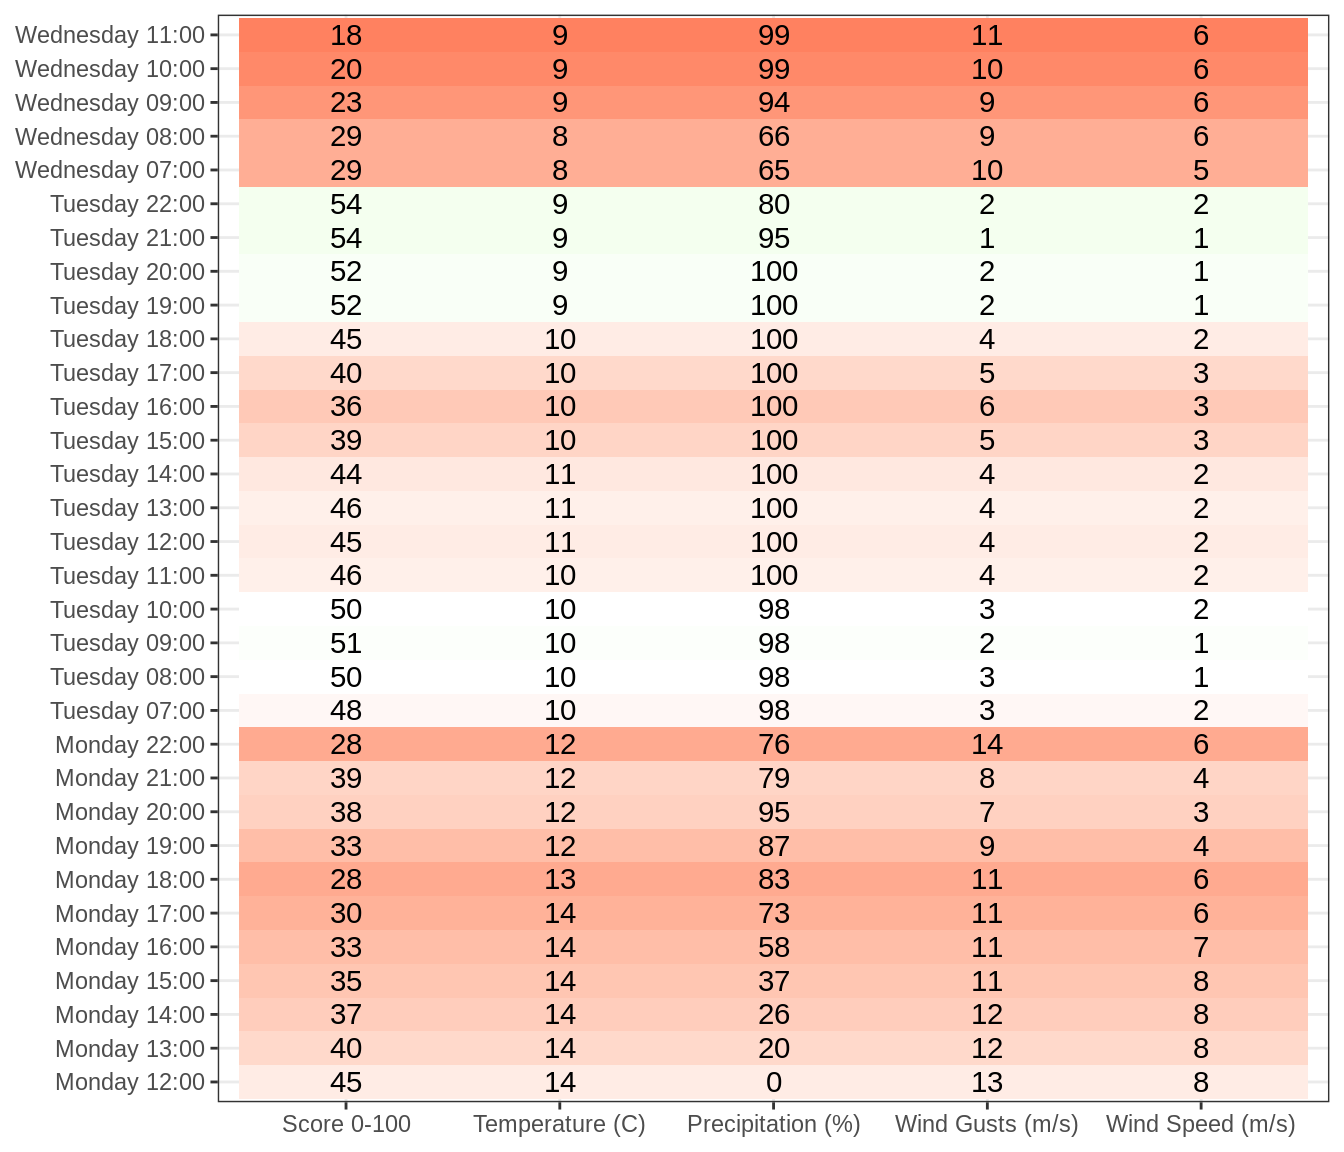 Wednesday 11:00 18 9 99 11 6
Wednesday 10:00 20 9 99 10 6
Wednesday 09:00 23 9 94 9 6
Wednesday 08:00 29 8 66 9 6
Wednesday 07:00 29 8 65 10 5
Tuesday 22:00 54 9 80 2 2
Tuesday 21:00 54 9 95 1 1
Tuesday 20:00 52 9 100 2 1
Tuesday 19:00 52 9 100 2 1
Tuesday 18:00 45 10 100 4 2
Tuesday 17:00 40 10 100 5 3
Tuesday 16:00 36 10 100 6 3
Tuesday 15:00 39 10 100 5 3
Tuesday 14:00 44 11 100 4 2
Tuesday 13:00 46 11 100 4 2
Tuesday 12:00 45 11 100 4 2
Tuesday 11:00 46 10 100 4 2
Tuesday 10:00 50 10 98 3 2
Tuesday 09:00 51 10 98 2 1
Tuesday 08:00 50 10 98 3 1
Tuesday 07:00 48 10 98 3 2
Monday 22:00 28 12 76 14 6
Monday 21:00 39 12 79 8 4
Monday 20:00 38 12 95 7 3
Monday 19:00 33 12 87 9 4
Monday 18:00 28 13 83 11 6
Monday 17:00 30 14 73 11 6
Monday 16:00 33 14 58 11 7
Monday 15:00 35 14 37 11 8
Monday 14:00 37 14 26 12 8
Monday 13:00 40 14 20 12 8
Monday 12:00 45 14 0 13 8
Score 0-100 Temperature (C) Precipitation (%) Wind Gusts (m/s) Wind Speed (m/s)